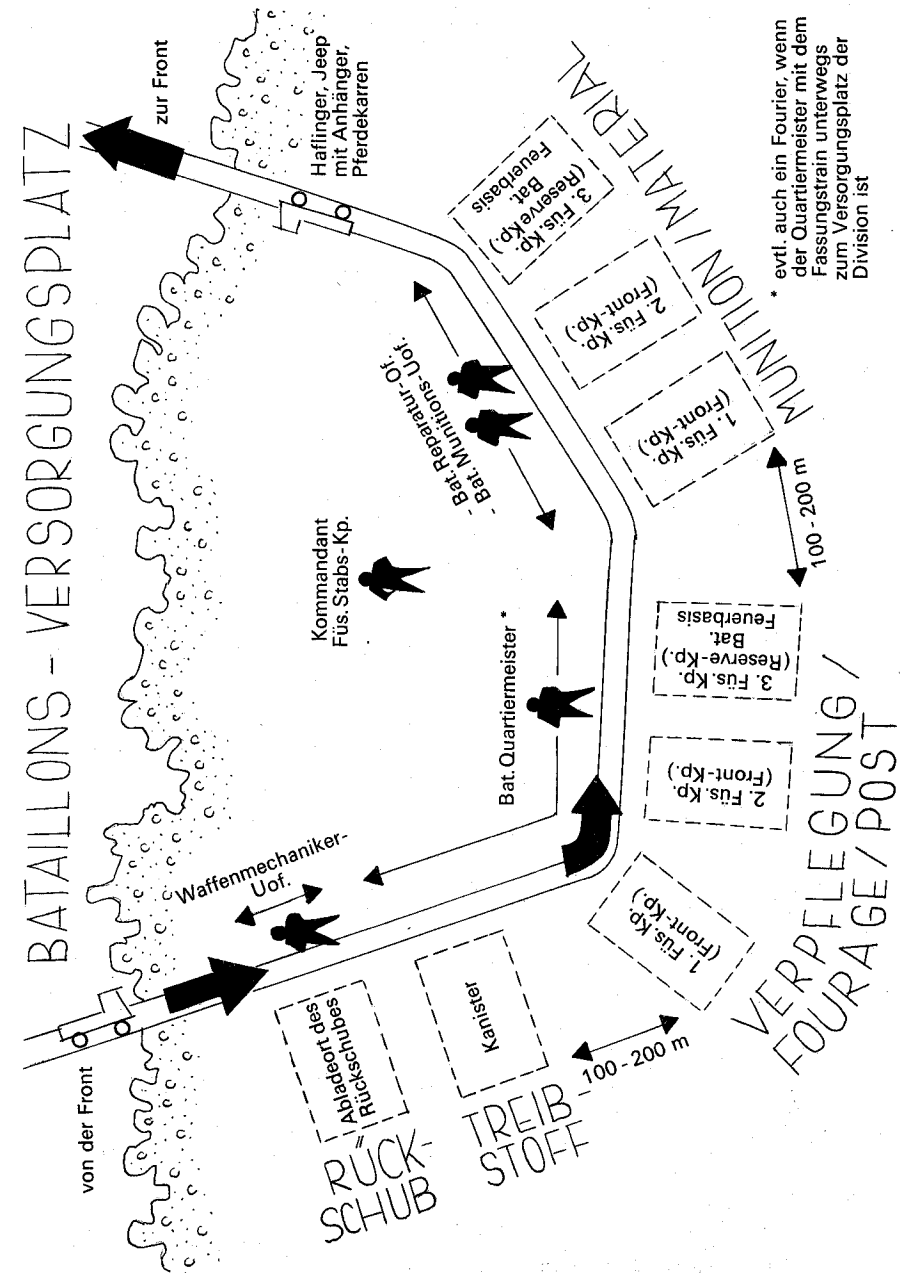 BATAILLONS - VERSORGUNGSPLATZ
von der Front
zur Front
Haflinger, Jeep
mit Anhänger,
Pferdekarren
Waffenmechaniker-
Uof.
Kommandant
Füs. Stabs-Kp.
- Bat. Reparatur-Of.
- Bat. Munitions-Uof.
Bat. Quartiermeister *
Abladeort des
Rückschubes
Kanister
RÜCK-
SCHUB
TREIB-
STOFF
100 - 200 m
1. Füs. Kp.
(Front-Kp.)
2. Füs. Kp.
(Front-Kp.)
3. Füs. Kp.
(Reserve-Kp.)
Bat.
Feuerbasis
VERPFLEGUNG /
FOURAGE / POST
100 - 200 m
1. Füs. Kp.
(Front-Kp.)
2. Füs. Kp.
(Front-Kp.)
3. Füs. Kp.
(Reserve Kp.)
Bat.
Feuerbasis
MUNITION / MATERIAL
* evtl. auch ein Fourier, wenn
der Quartiermeister mit dem
Fassungstrain unterwegs
zum Versorgungsplatz der
Division ist